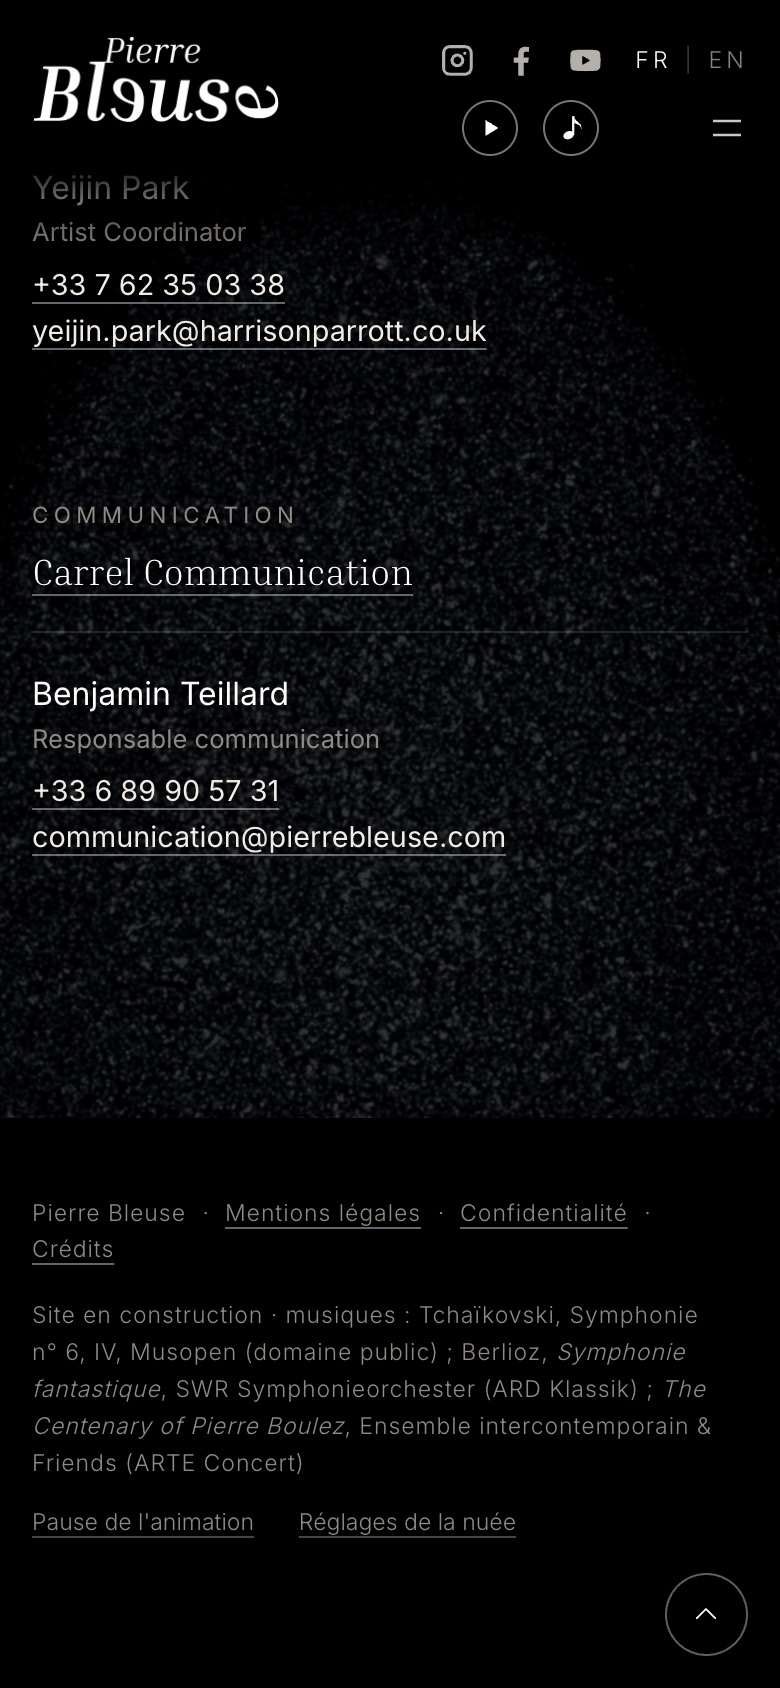 Pierre
Bleuse
FR | EN
Yeijin Park
Artist Coordinator
+33 7 62 35 03 38
yeijin.park@harrisonparrott.co.uk
COMMUNICATION
Carrel Communication
Benjamin Teillard
Responsable communication
+33 6 89 90 57 31
communication@pierrebleuse.com
Pierre Bleuse · Mentions légales · Confidentialité ·
Crédits
Site en construction · musiques : Tchaïkovski, Symphonie
n° 6, IV, Musopen (domaine public) ; Berlioz, Symphonie
fantastique, SWR Symphonieorchester (ARD Klassik) ; The
Centenary of Pierre Boulez, Ensemble intercontemporain &
Friends (ARTE Concert)
Pause de l'animation Réglages de la nuée